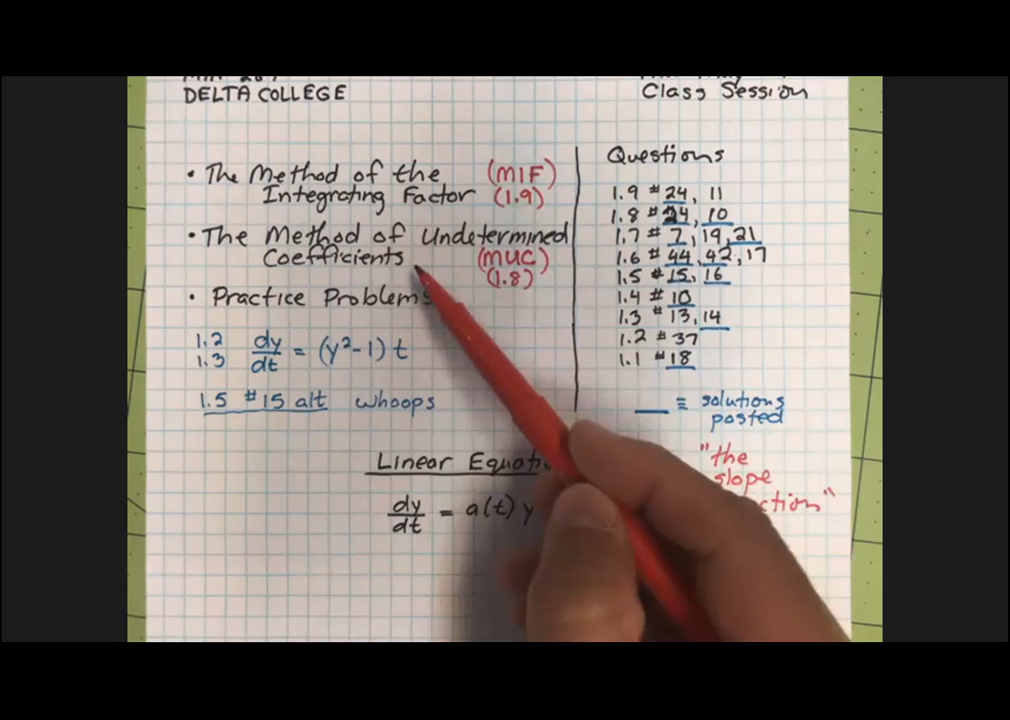 DELTA COLLEGE
Class Session
• The Method of the (MIF)
Integrating Factor (1.9)
• The Method of Undetermined
Coefficients (MUC)
(1.8)
• Practice Problems
1.2
1.3 dy/dt = (y²-1) t
1.5 #15 alt whoops
Questions
1.9 # 24, 11
1.8 # 24, 10
1.7 # 7, 19, 21
1.6 # 44, 42, 17
1.5 # 15, 16
1.4 # 10
1.3 # 13, 14
1.2 # 37
1.1 # 18
___ ≡ solutions
posted
"the
slope
Linear
dy/dt = a(t) y